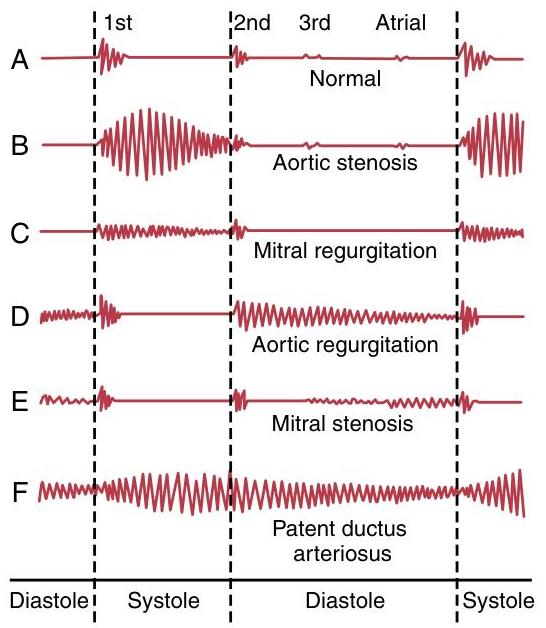 1st 2nd 3rd Atrial
A
Normal
B
Aortic stenosis
C
Mitral regurgitation
D
Aortic regurgitation
E
Mitral stenosis
F
Patent ductus
arteriosus
Diastole Systole Diastole Systole